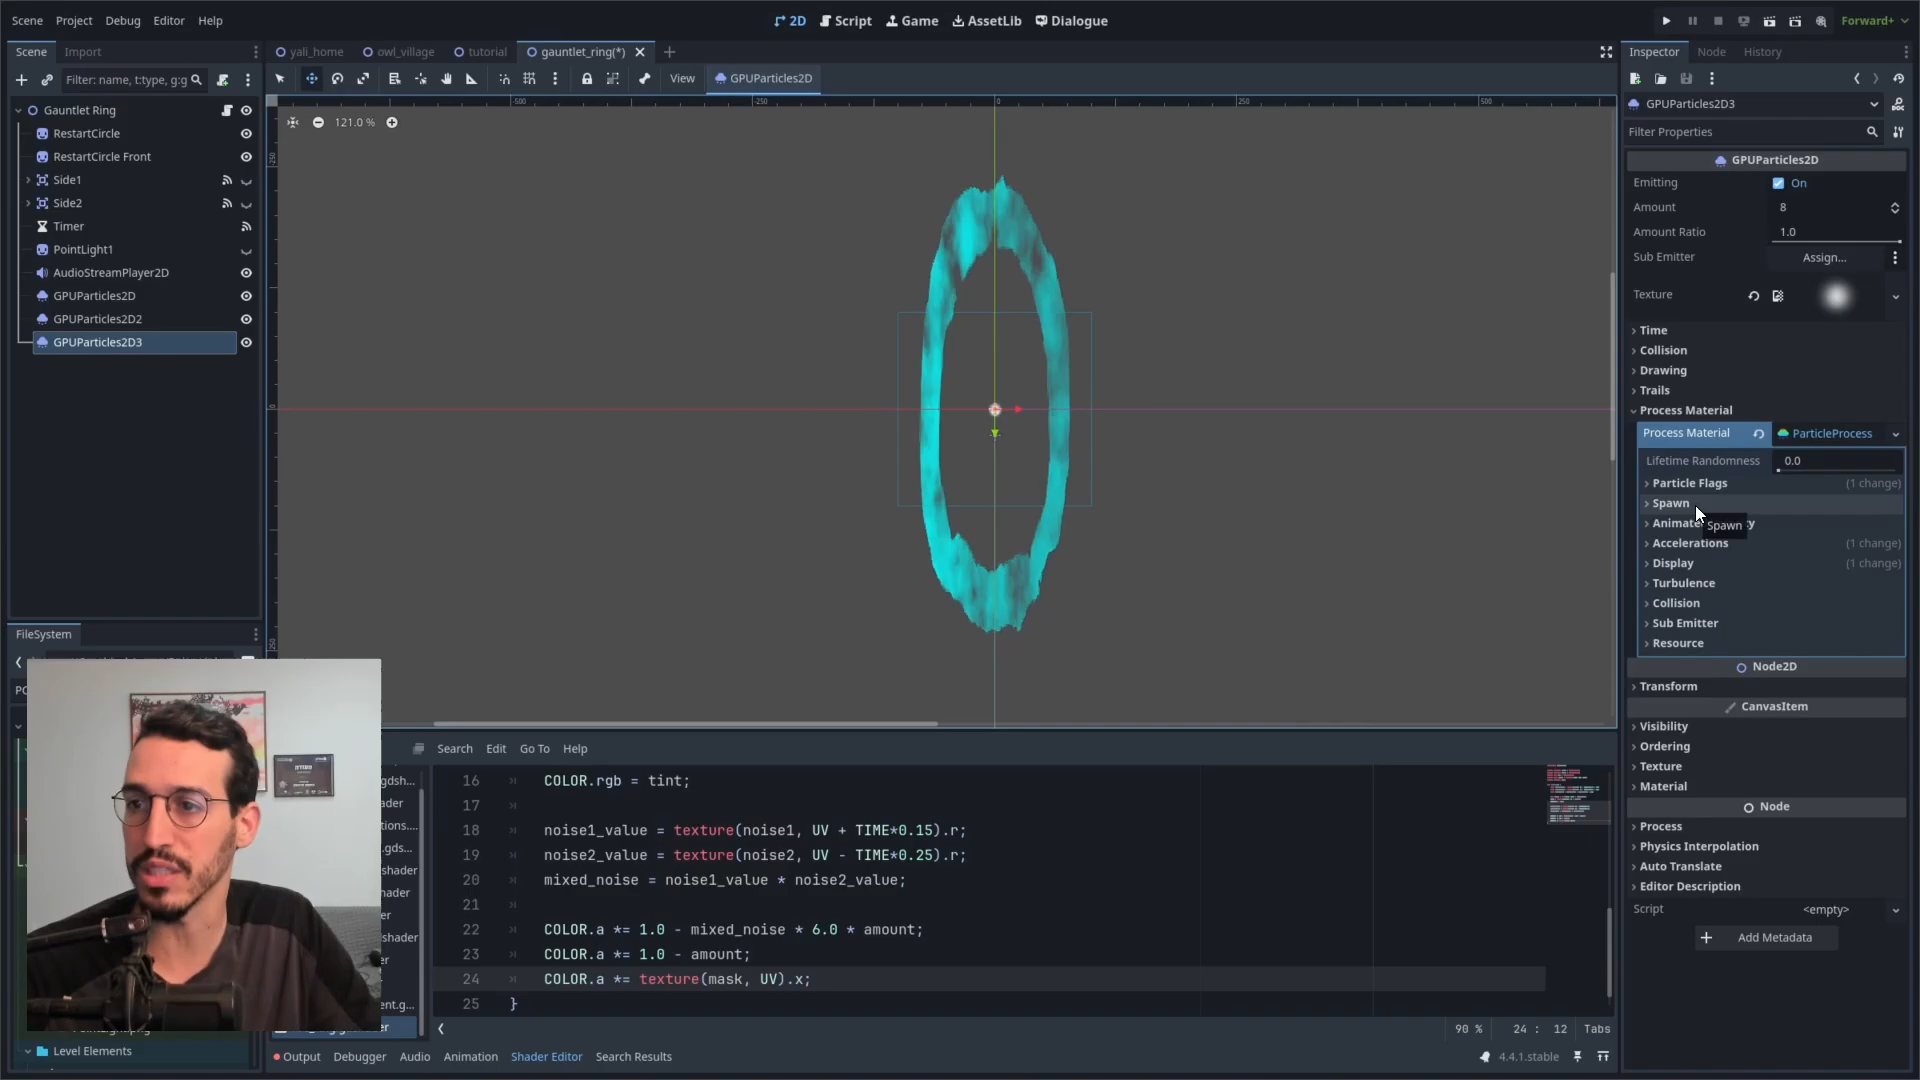 Scene Project Debug Editor Help
2D Script Game AssetLib Dialogue
Forward+
Scene Import
Filter: name, t:type, g:g
Gauntlet Ring
RestartCircle
RestartCircle Front
Side1
Side2
Timer
PointLight1
AudioStreamPlayer2D
GPUParticles2D
GPUParticles2D2
GPUParticles2D3
FileSystem
Level Elements
yali_home owl_village tutorial gauntlet_ring(*)
View GPUParticles2D
-500 -250 0 250 500
121.0 %
Search Edit Go To Help
16 COLOR.rgb = tint;
17
18 noise1_value = texture(noise1, UV + TIME*0.15).r;
19 noise2_value = texture(noise2, UV - TIME*0.25).r;
20 mixed_noise = noise1_value * noise2_value;
21
22 COLOR.a *= 1.0 - mixed_noise * 6.0 * amount;
23 COLOR.a *= 1.0 - amount;
24 COLOR.a *= texture(mask, UV).x;
25 }
90 % 24 : 12 Tabs
Output Debugger Audio Animation Shader Editor Search Results
4.4.1.stable
Inspector Node History
GPUParticles2D3
Filter Properties
GPUParticles2D
Emitting On
Amount 8
Amount Ratio 1.0
Sub Emitter Assign...
Texture
Time
Collision
Drawing
Trails
Process Material
Process Material ParticleProcess
Lifetime Randomness 0.0
Particle Flags (1 change)
Spawn
Spawn
Accelerations (1 change)
Display (1 change)
Turbulence
Collision
Sub Emitter
Resource
Node2D
Transform
CanvasItem
Visibility
Ordering
Texture
Material
Node
Process
Physics Interpolation
Auto Translate
Editor Description
Script <empty>
Add Metadata